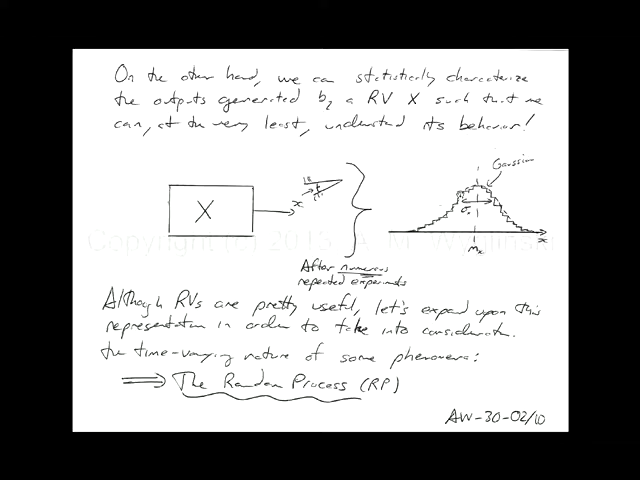 On the other hand, we can statistically characterize
the outputs generated by a RV X such that we
can, at the very least, understand its behavior!
Gaussian
X
x
σₓ
x
mₓ
After numerous
repeated experiments
Although RVs are pretty useful, let's expand upon this
representation in order to take into consideration
the time-varying nature of some phenomena:
⇒ The Random Process (RP)
AW-30-02/10